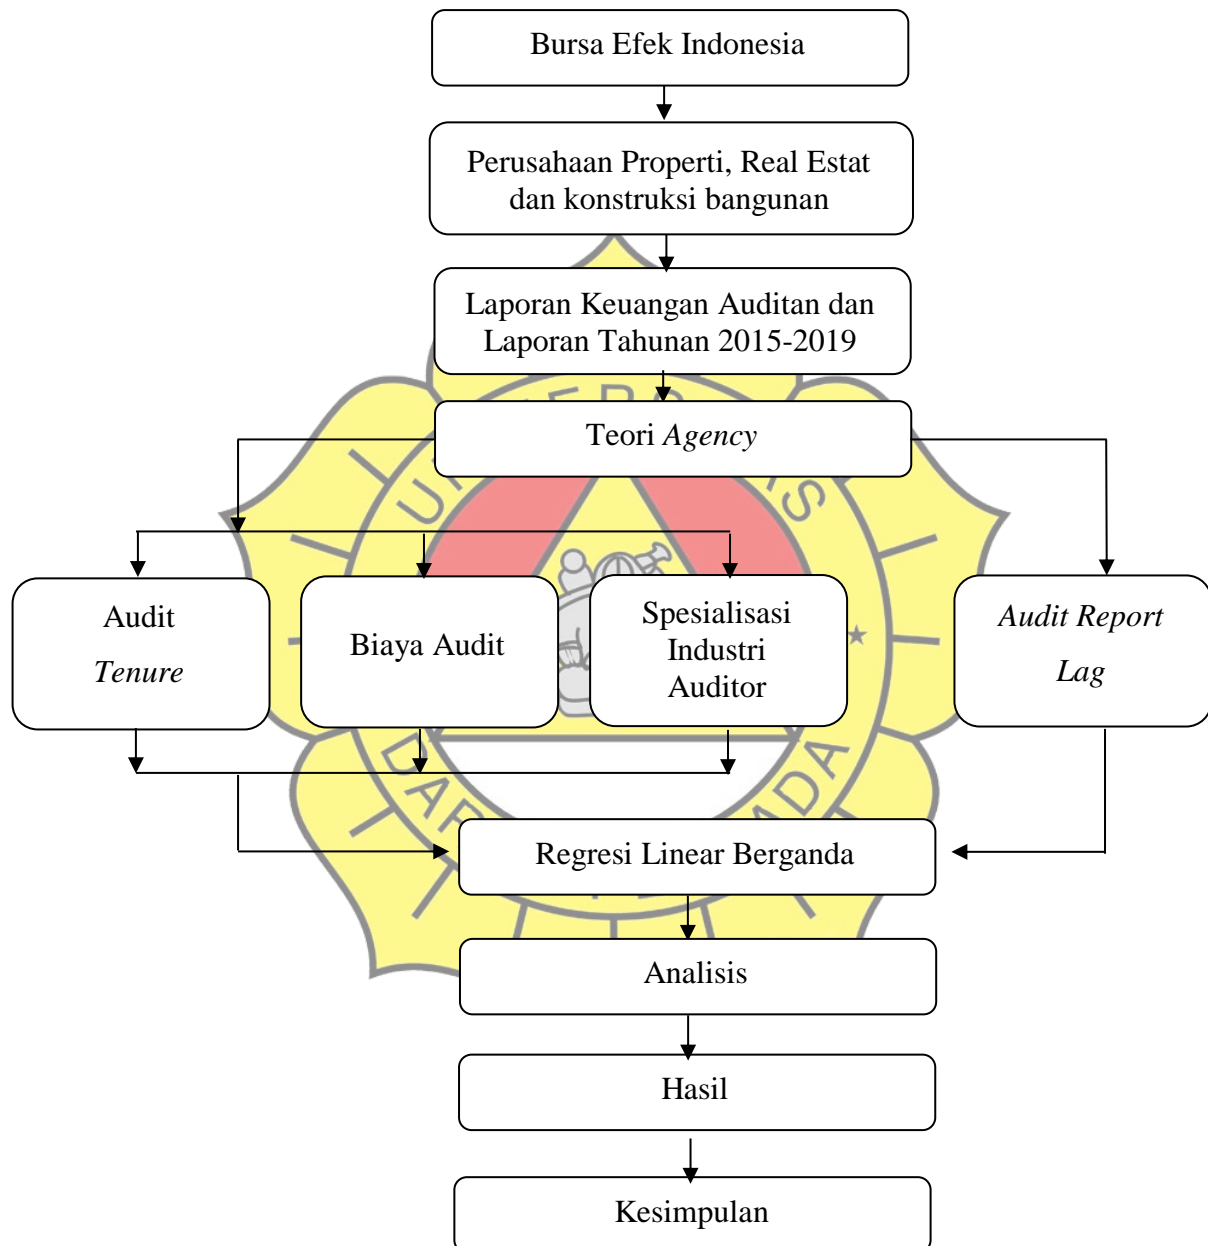 Bursa Efek Indonesia
Perusahaan Properti, Real Estat
dan konstruksi bangunan
Laporan Keuangan Auditan dan
Laporan Tahunan 2015-2019
Teori Agency
Audit
Tenure
Biaya Audit
Spesialisasi
Industri
Auditor
Audit Report
Lag
Regresi Linear Berganda
Analisis
Hasil
Kesimpulan